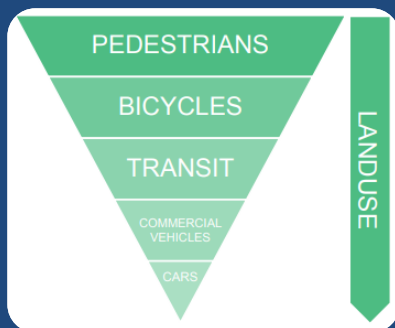 PEDESTRIANS
BICYCLES
TRANSIT
COMMERCIAL
VEHICLES
CARS
LANDUSE